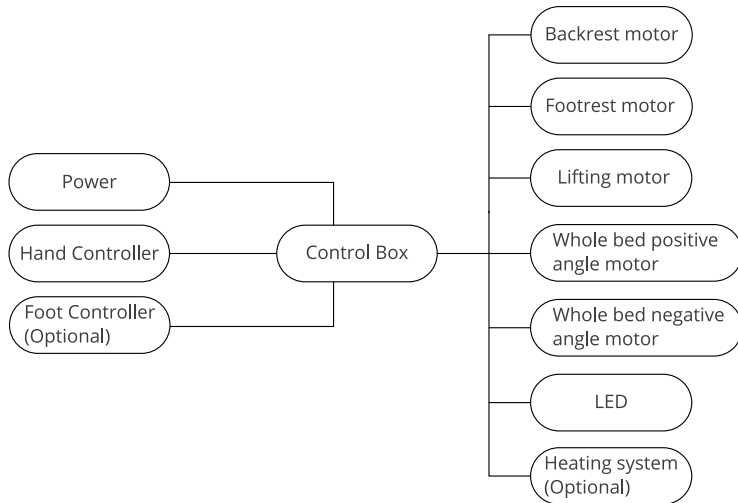 Power
Hand Controller
Foot Controller
(Optional)
Control Box
Backrest motor
Footrest motor
Lifting motor
Whole bed positive
angle motor
Whole bed negative
angle motor
LED
Heating system
(Optional)